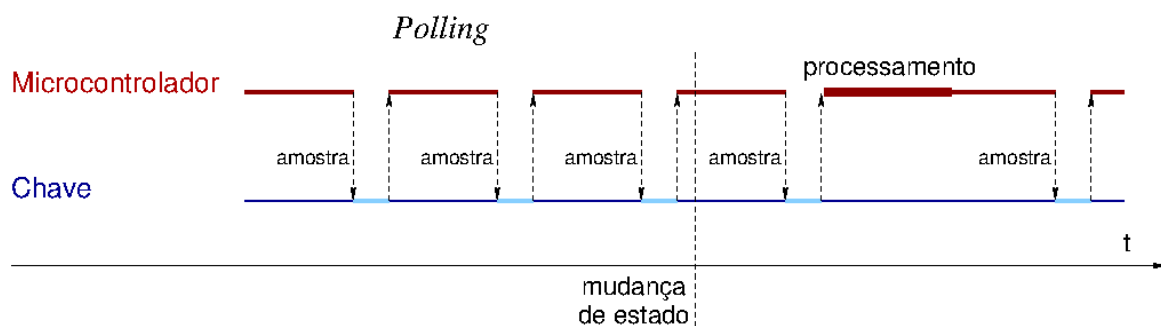 Polling
processamento
Microcontrolador
amostra
amostra
amostra
amostra
amostra
Chave
t
mudança
de estado